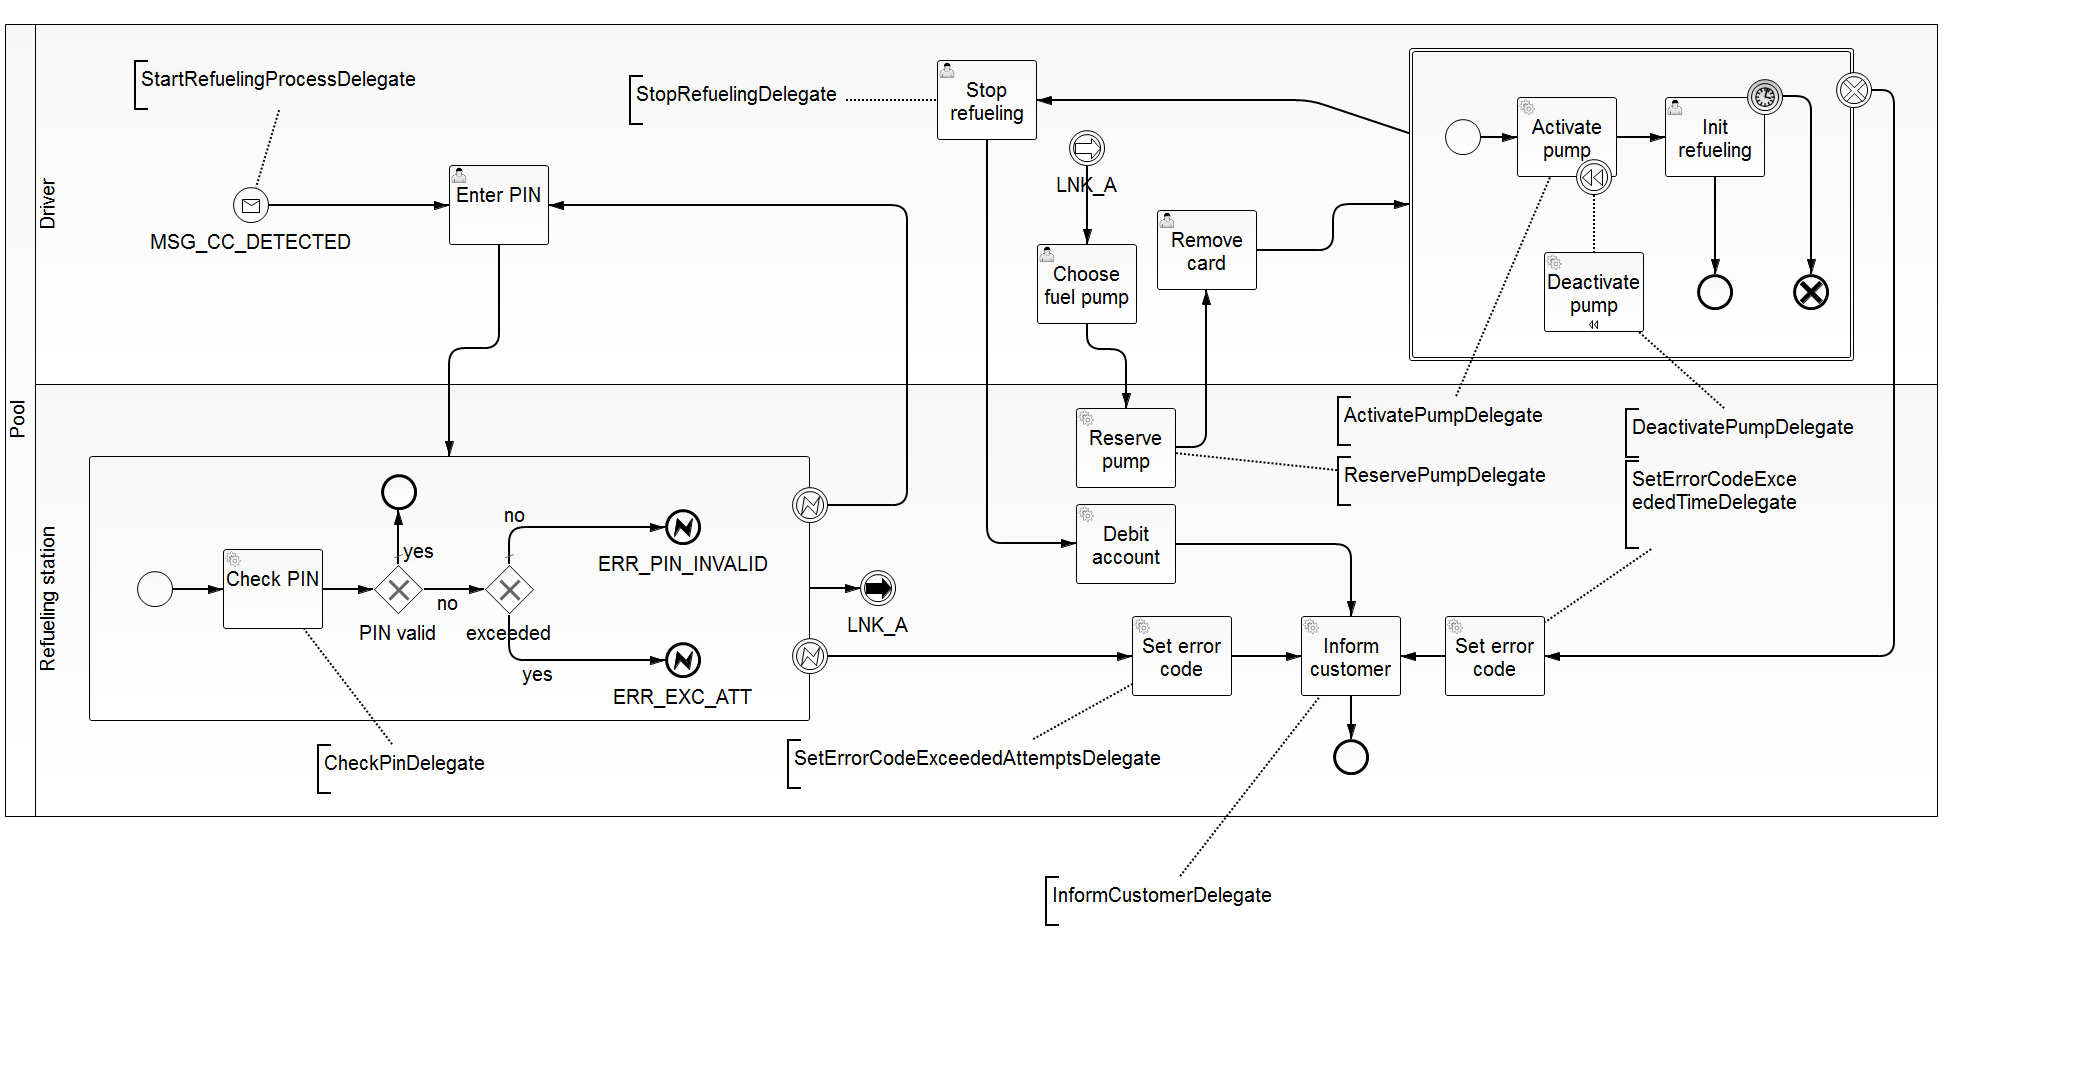 Pool
Driver
StartRefuelingProcessDelegate
MSG_CC_DETECTED
Enter PIN
StopRefuelingDelegate
Stop
refueling
LNK_A
Choose
fuel pump
Remove
card
Activate
pump
Init
refueling
Deactivate
pump
Refueling station
Check PIN
yes
PIN valid
no
no
exceeded
yes
ERR_PIN_INVALID
ERR_EXC_ATT
LNK_A
CheckPinDelegate
Reserve
pump
ActivatePumpDelegate
ReservePumpDelegate
DeactivatePumpDelegate
SetErrorCodeExce
ededTimeDelegate
Debit
account
Set error
code
Inform
customer
Set error
code
SetErrorCodeExceededAttemptsDelegate
InformCustomerDelegate